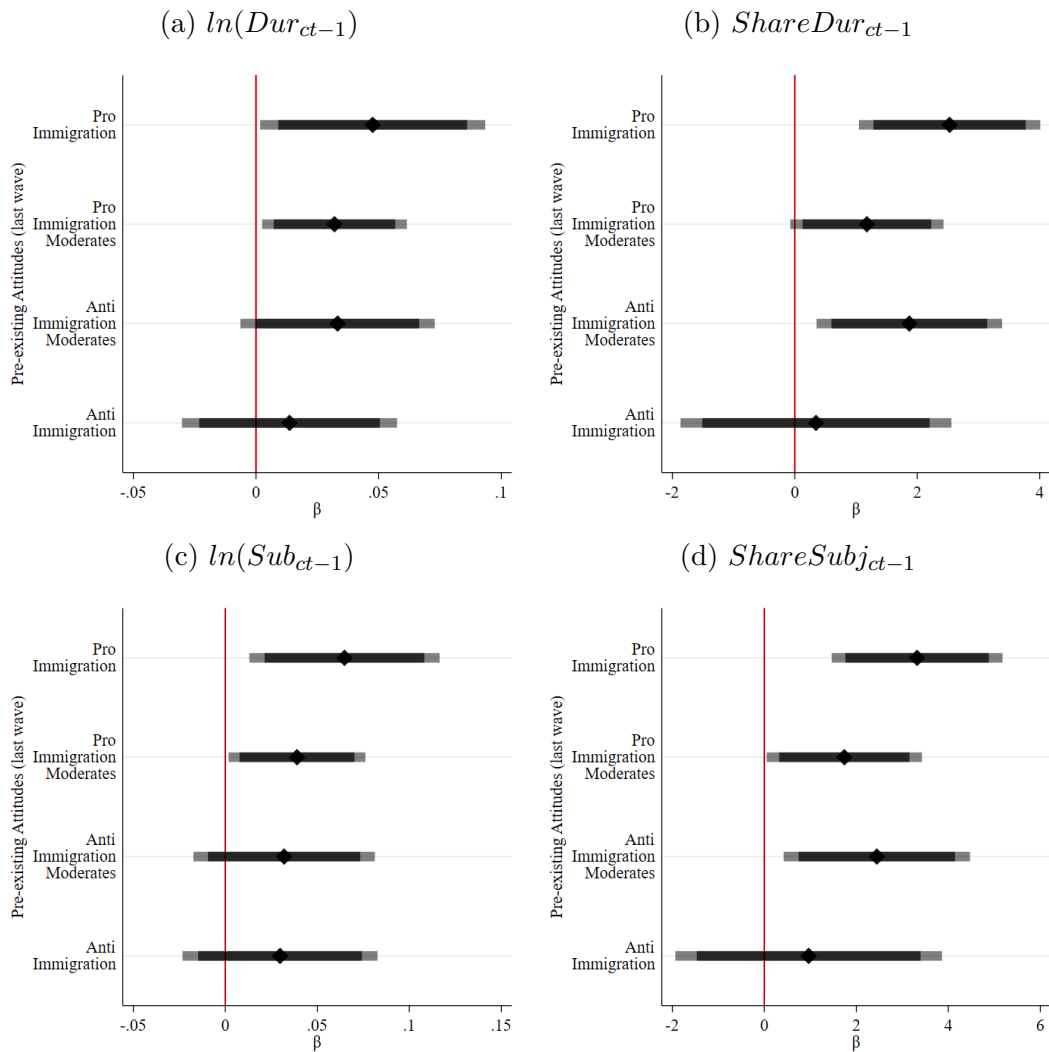 (a) ln(Dur_{ct−1})
Pre-existing Attitudes (last wave)
Pro
Immigration
Pro
Immigration
Moderates
Anti
Immigration
Moderates
Anti
Immigration
-.05 0 .05 .1
β
(b) ShareDur_{ct−1}
Pre-existing Attitudes (last wave)
Pro
Immigration
Pro
Immigration
Moderates
Anti
Immigration
Moderates
Anti
Immigration
-2 0 2 4
β
(c) ln(Sub_{ct−1})
Pre-existing Attitudes (last wave)
Pro
Immigration
Pro
Immigration
Moderates
Anti
Immigration
Moderates
Anti
Immigration
-.05 0 .05 .1 .15
β
(d) ShareSubj_{ct−1}
Pre-existing Attitudes (last wave)
Pro
Immigration
Pro
Immigration
Moderates
Anti
Immigration
Moderates
Anti
Immigration
-2 0 2 4 6
β